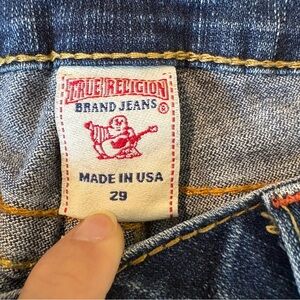 TRUE RELIGION
BRAND JEANS ®
MADE IN USA
29